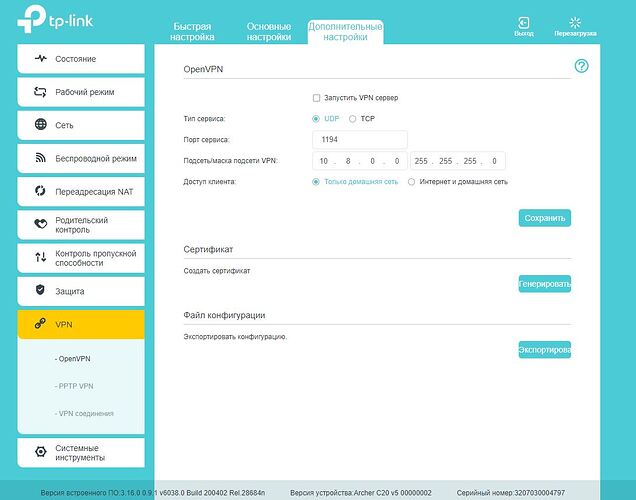 tp-link
Быстрая
настройка
Основные
настройки
Дополнительные
настройки
Выход
Перезагрузка
Состояние
Рабочий режим
Сеть
Беспроводной режим
Переадресация NAT
Родительский
контроль
Контроль пропускной
способности
Защита
VPN
- OpenVPN
- PPTP VPN
- VPN соединения
Системные
инструменты
OpenVPN
?
Запустить VPN сервер
Тип сервиса: UDP TCP
Порт сервиса: 1194
Подсеть/маска подсети VPN: 10 . 8 . 0 . 0 255 . 255 . 255 . 0
Доступ клиента: Только домашняя сеть Интернет и домашняя сеть
Сохранить
Сертификат
Создать сертификат
Генерировать
Файл конфигурации
Экспортировать конфигурацию.
Экспортирова
Версия встроенного ПО:3.16.0 0.9.1 v6038.0 Build 200402 Rel.28684n Версия устройства:Archer C20 v5 00000002 Серийный номер:3207030004797